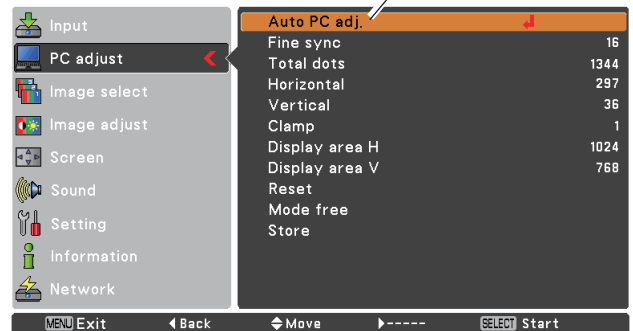 Input
PC adjust
Image select
Image adjust
Screen
Sound
Setting
Information
Network
Auto PC adj.
Fine sync 16
Total dots 1344
Horizontal 297
Vertical 36
Clamp 1
Display area H 1024
Display area V 768
Reset
Mode free
Store
MENU Exit Back Move ----- SELECT Start